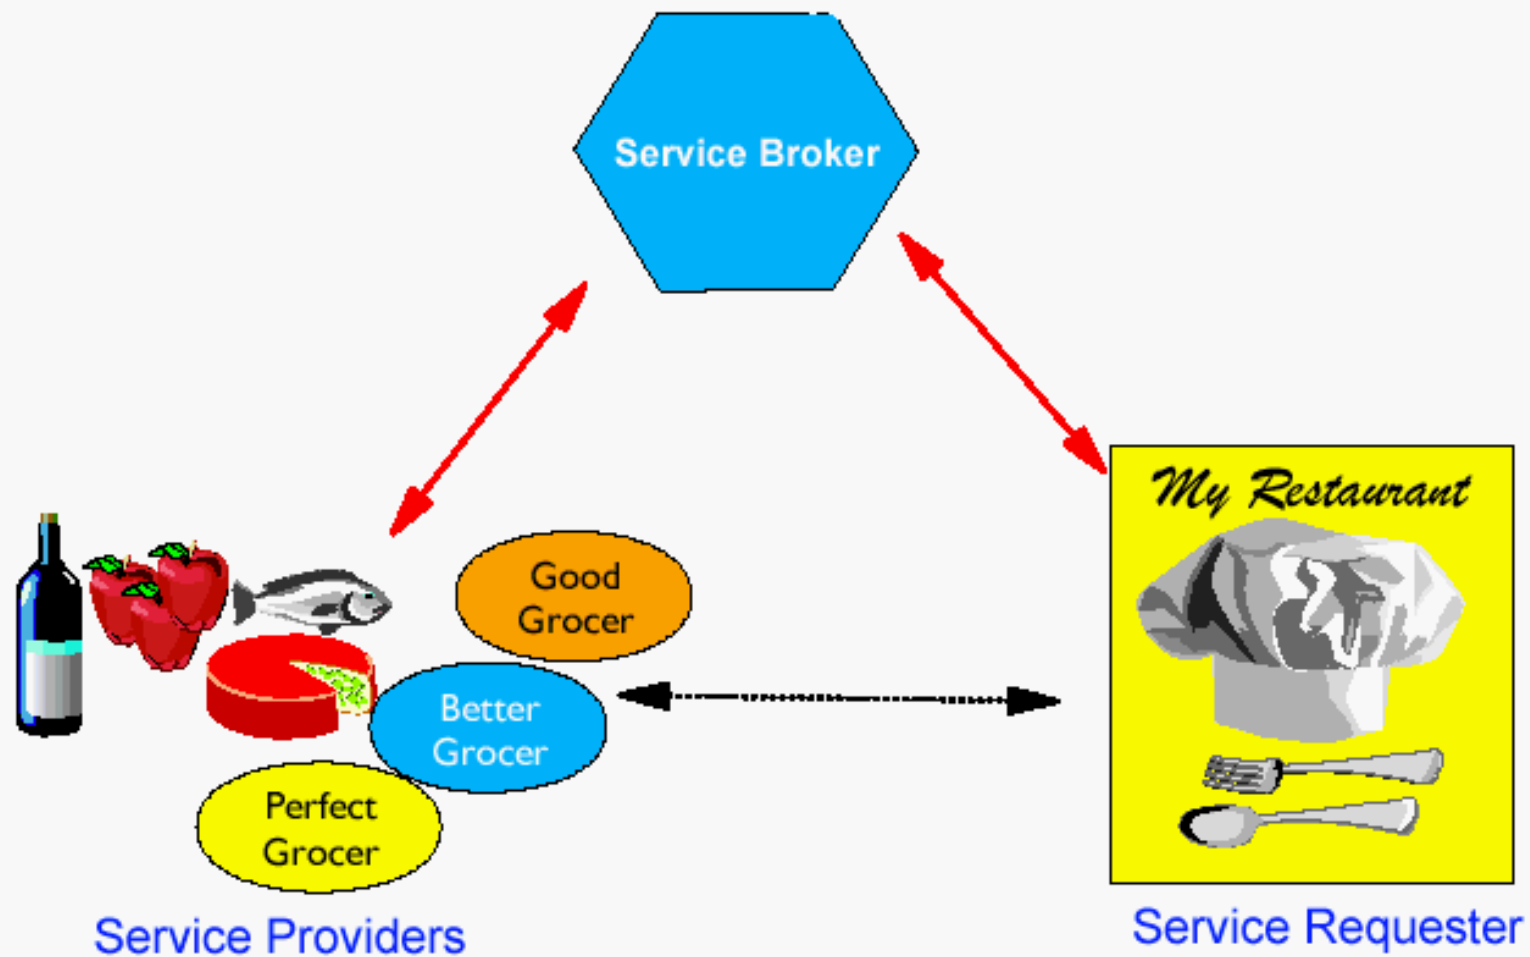 Service Broker
My Restaurant
Good
Grocer
Better
Grocer
Perfect
Grocer
Service Providers
Service Requester